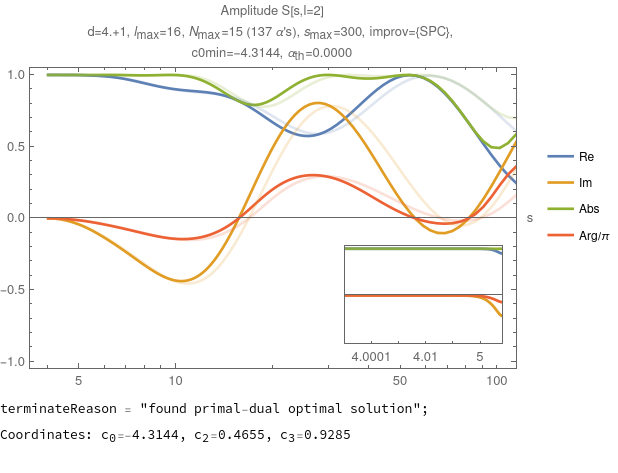 Amplitude S[s,l=2]
d=4.+1, lmax=16, Nmax=15 (137 α's), smax=300, improv={SPC},
c0min=-4.3144, αth=0.0000
1.0
0.5
0.0
-0.5
-1.0
s
Re
Im
Abs
Arg/π
4.0001 4.01 5
5 10 50 100
terminateReason = "found primal-dual optimal solution";
Coordinates: c0=-4.3144, c2=0.4655, c3=0.9285